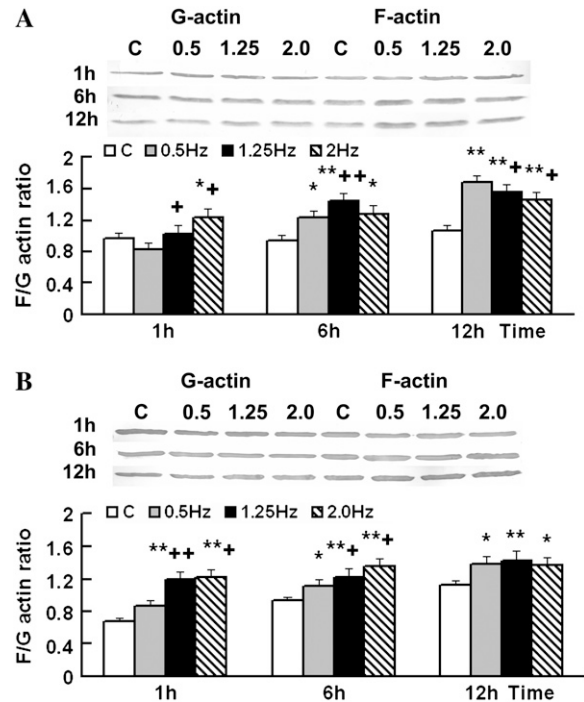 A
G-actin F-actin
C 0.5 1.25 2.0 C 0.5 1.25 2.0
1h
6h
12h
C 0.5Hz 1.25Hz 2Hz
F/G actin ratio
2
1.6
1.2
0.8
0.4
0
+ *+ * **++ * ** **+ **+
1h 6h 12h Time
B
G-actin F-actin
C 0.5 1.25 2.0 C 0.5 1.25 2.0
1h
6h
12h
C 0.5Hz 1.25Hz 2.0Hz
F/G actin ratio
2
1.6
1.2
0.8
0.4
0
**++ **+ * **+ **+ * ** *
1h 6h 12h Time